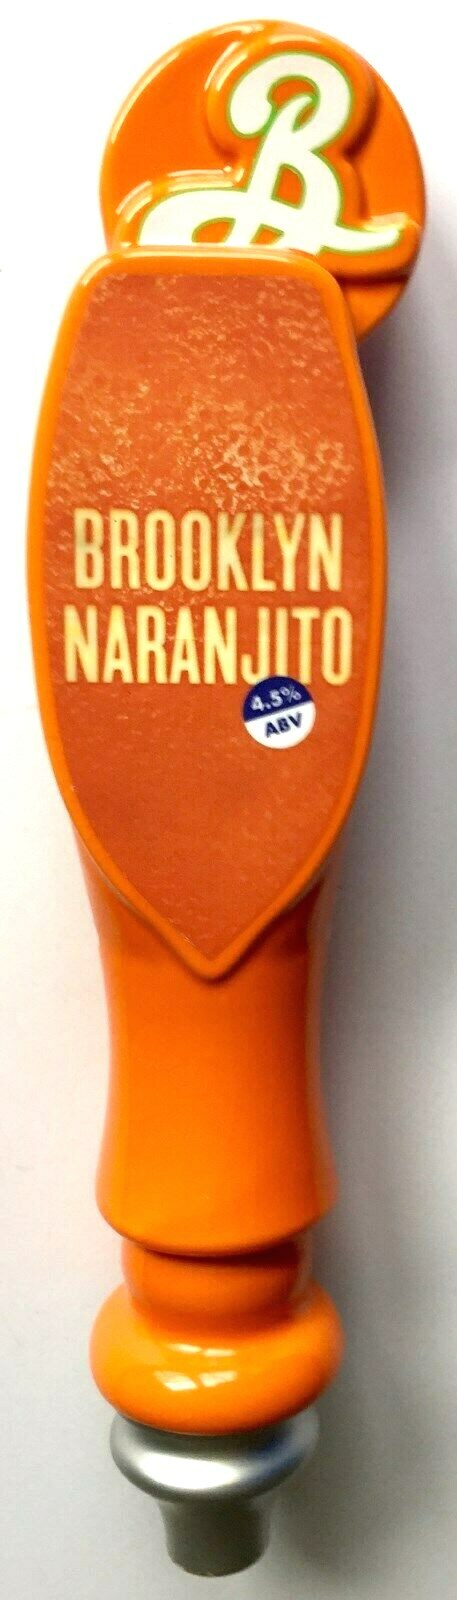 B
BROOKLYN
NARANJITO
4.5%
ABV